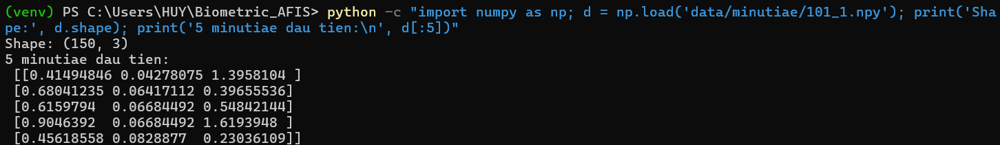 (venv) PS C:\Users\HUY\Biometric_AFIS> python -c "import numpy as np; d = np.load('data/minutiae/101_1.npy'); print('Sha
pe:', d.shape); print('5 minutiae dau tien:\n', d[:5])"
Shape: (150, 3)
5 minutiae dau tien:
 [[0.41494846 0.04278075 1.3958104 ]
 [0.68041235 0.06417112 0.39655536]
 [0.6159794  0.06684492 0.54842144]
 [0.9046392  0.06684492 1.6193948 ]
 [0.45618558 0.0828877  0.23036109]]